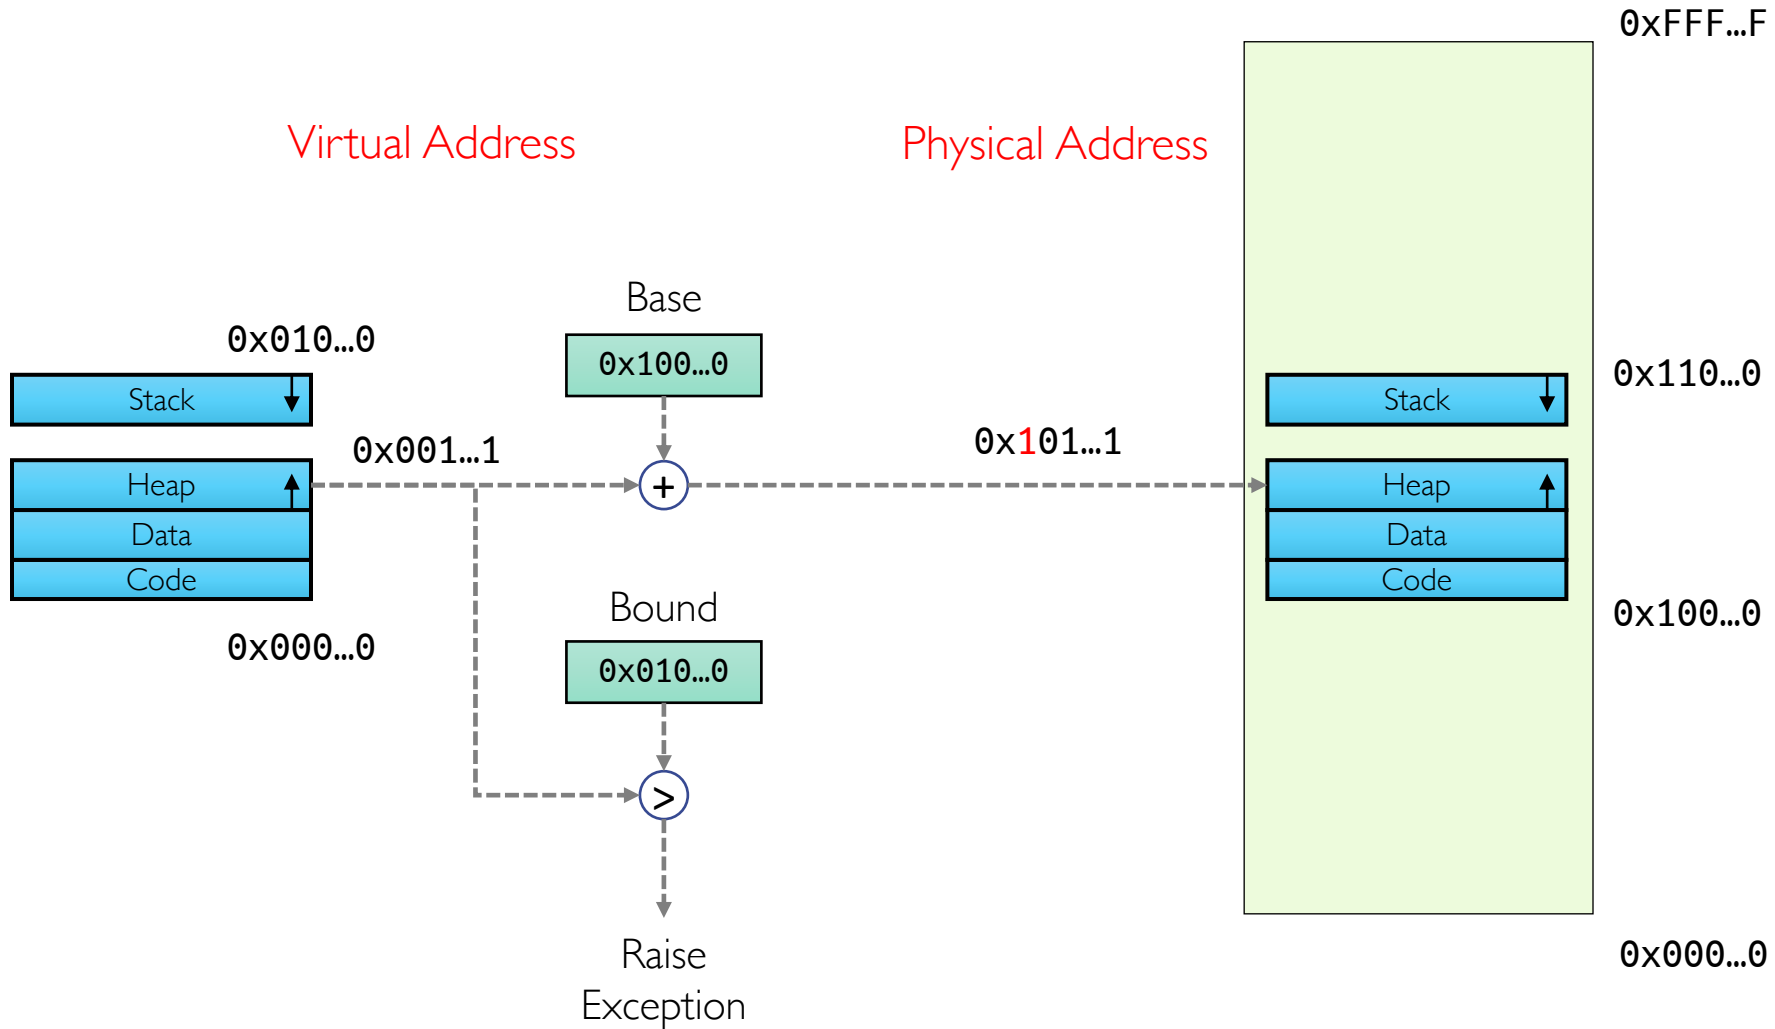 0xFFF…F
Virtual Address
Physical Address
Base
0x010…0
0x100…0
0x110…0
Stack
Stack
0x001…1
0x101…1
Heap
+
Heap
Data
Data
Code
Code
Bound
0x100…0
0x000…0
0x010…0
>
Raise
Exception
0x000…0